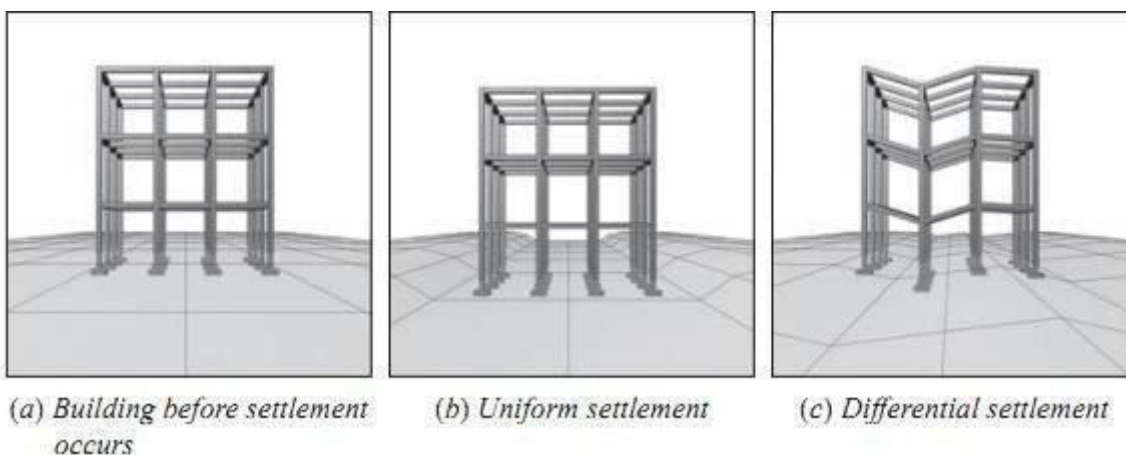 (a) Building before settlement
occurs
(b) Uniform settlement
(c) Differential settlement